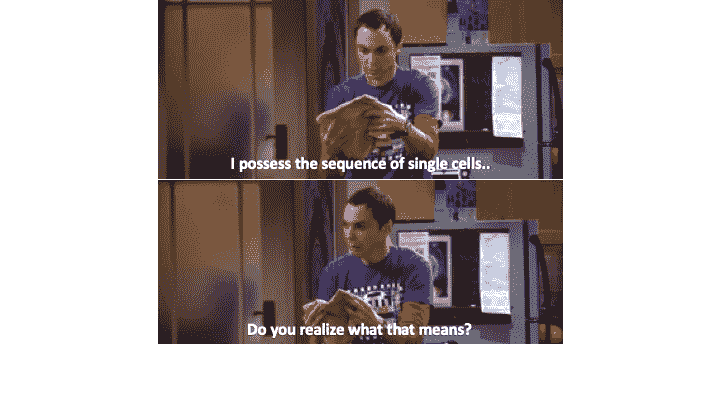 I possess the sequence of single cells..
Do you realize what that means?